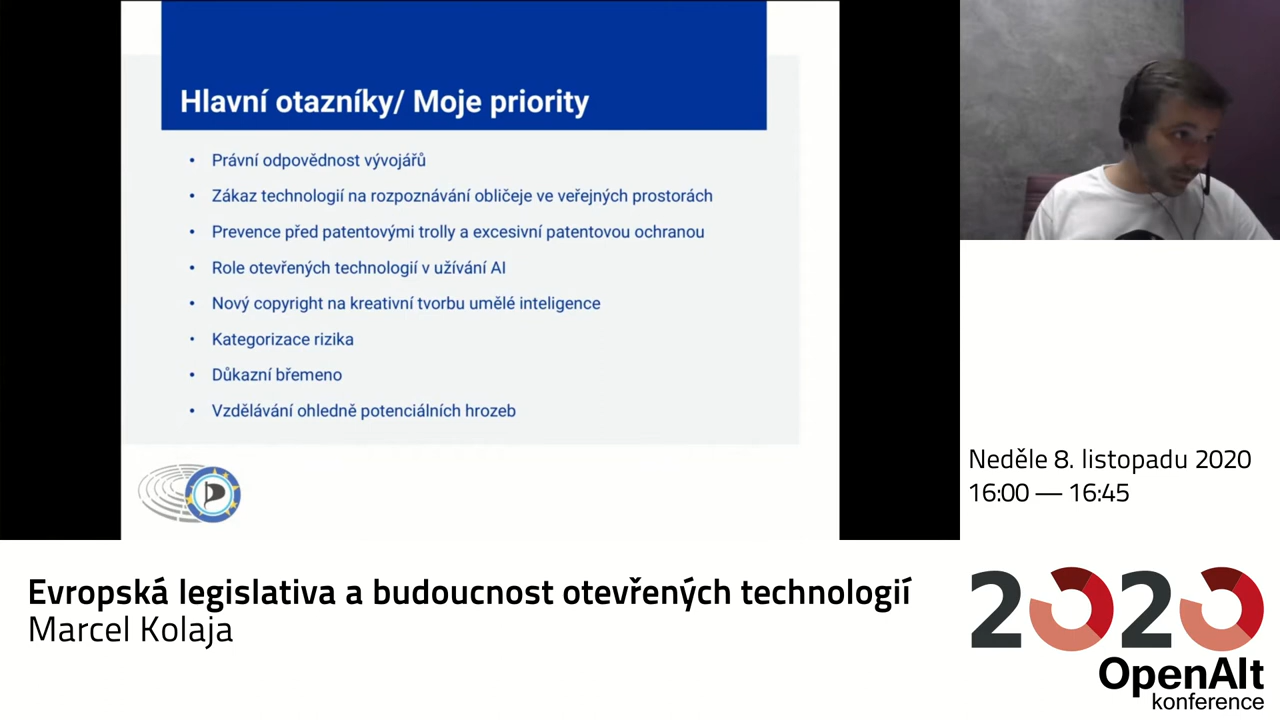 Hlavní otazníky/ Moje priority
• Právní odpovědnost vývojářů
• Zákaz technologií na rozpoznávání obličeje ve veřejných prostorách
• Prevence před patentovými trolly a excesivní patentovou ochranou
• Role otevřených technologií v užívání AI
• Nový copyright na kreativní tvorbu umělé inteligence
• Kategorizace rizika
• Důkazní břemeno
• Vzdělávání ohledně potenciálních hrozeb
Neděle 8. listopadu 2020
16:00 — 16:45
Evropská legislativa a budoucnost otevřených technologií
Marcel Kolaja
2020
OpenAlt
konference